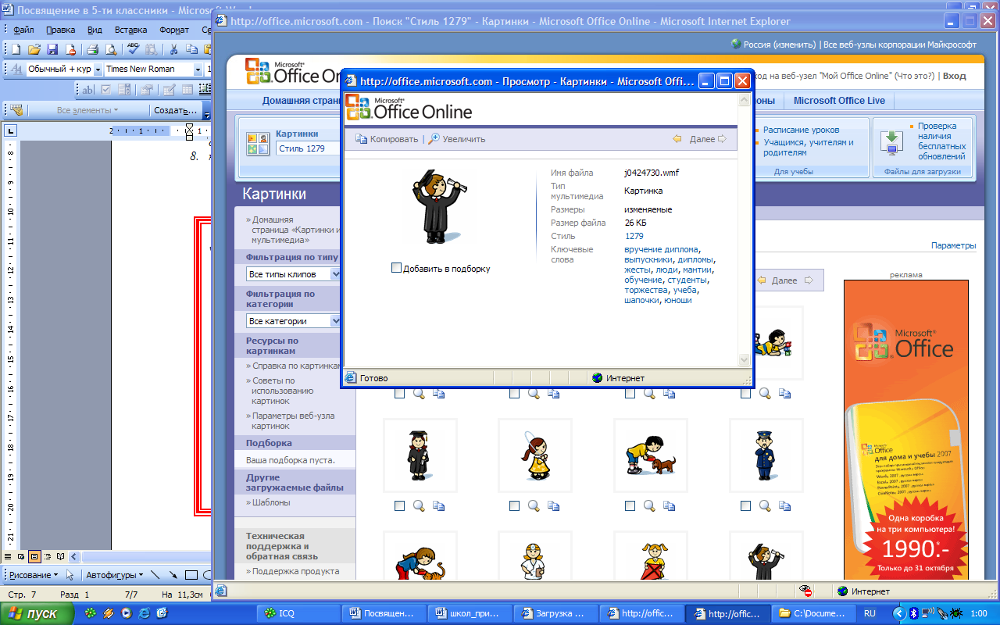 Посвящение в 5-ти классники - Microsoft
http://office.microsoft.com - Поиск "Стиль 1279" - Картинки - Microsoft Office Online - Microsoft Internet Explorer
Файл Правка Вид Вставка Формат
Россия (изменить) | Все веб-узлы корпорации Майкрософт
Обычный + кур Times New Roman
Microsoft®
Office
на веб-узел "Мой Office Online" (Что это?) | Вход
Домашняя
Microsoft Office Live
Все элементы Создать...
Картинки
Стиль 1279
Расписание уроков
Учащимся, учителям и
родителям
Для учебы
Проверка
наличия
бесплатных
обновлений
Файлы для загрузки
http://office.microsoft.com - Просмотр - Картинки - Microsoft Offi...
Microsoft®
Office Online
Копировать | Увеличить Далее
Имя файла j0424730.wmf
Тип
мультимедиа Картинка
Размеры изменяемые
Размер файла 26 КБ
Стиль 1279
Ключевые
слова
вручение диплома,
выпускники, дипломы,
жесты, люди, мантии,
обучение, студенты,
торжества, учеба,
шапочки, юноши
Добавить в подборку
Готово Интернет
8.
Картинки
» Домашняя
страница «Картинки и
мультимедиа»
Фильтрация по типу
Все типы клипов
Фильтрация по
категории
Все категории
Ресурсы по
картинкам
» Справка по картинкам
» Советы по
использованию
картинок
» Параметры веб-узла
картинок
Подборка
Ваша подборка пуста.
Другие
загружаемые файлы
» Шаблоны
Техническая
поддержка и
обратная связь
» Поддержка продукта
Параметры
Далее
реклама
Microsoft®
Office
Office
для дома и учебы 2007
Одна коробка
на три компьютера!
1990.-
Только до 31 октября
Рисование Автофигуры
Стр. 7 Разд 1 7/7 На 11,3см
Интернет
пуск ICQ Посвящен... школ_при... Загрузка ... http://offic... http://offic... C:\Docume... RU 1:00